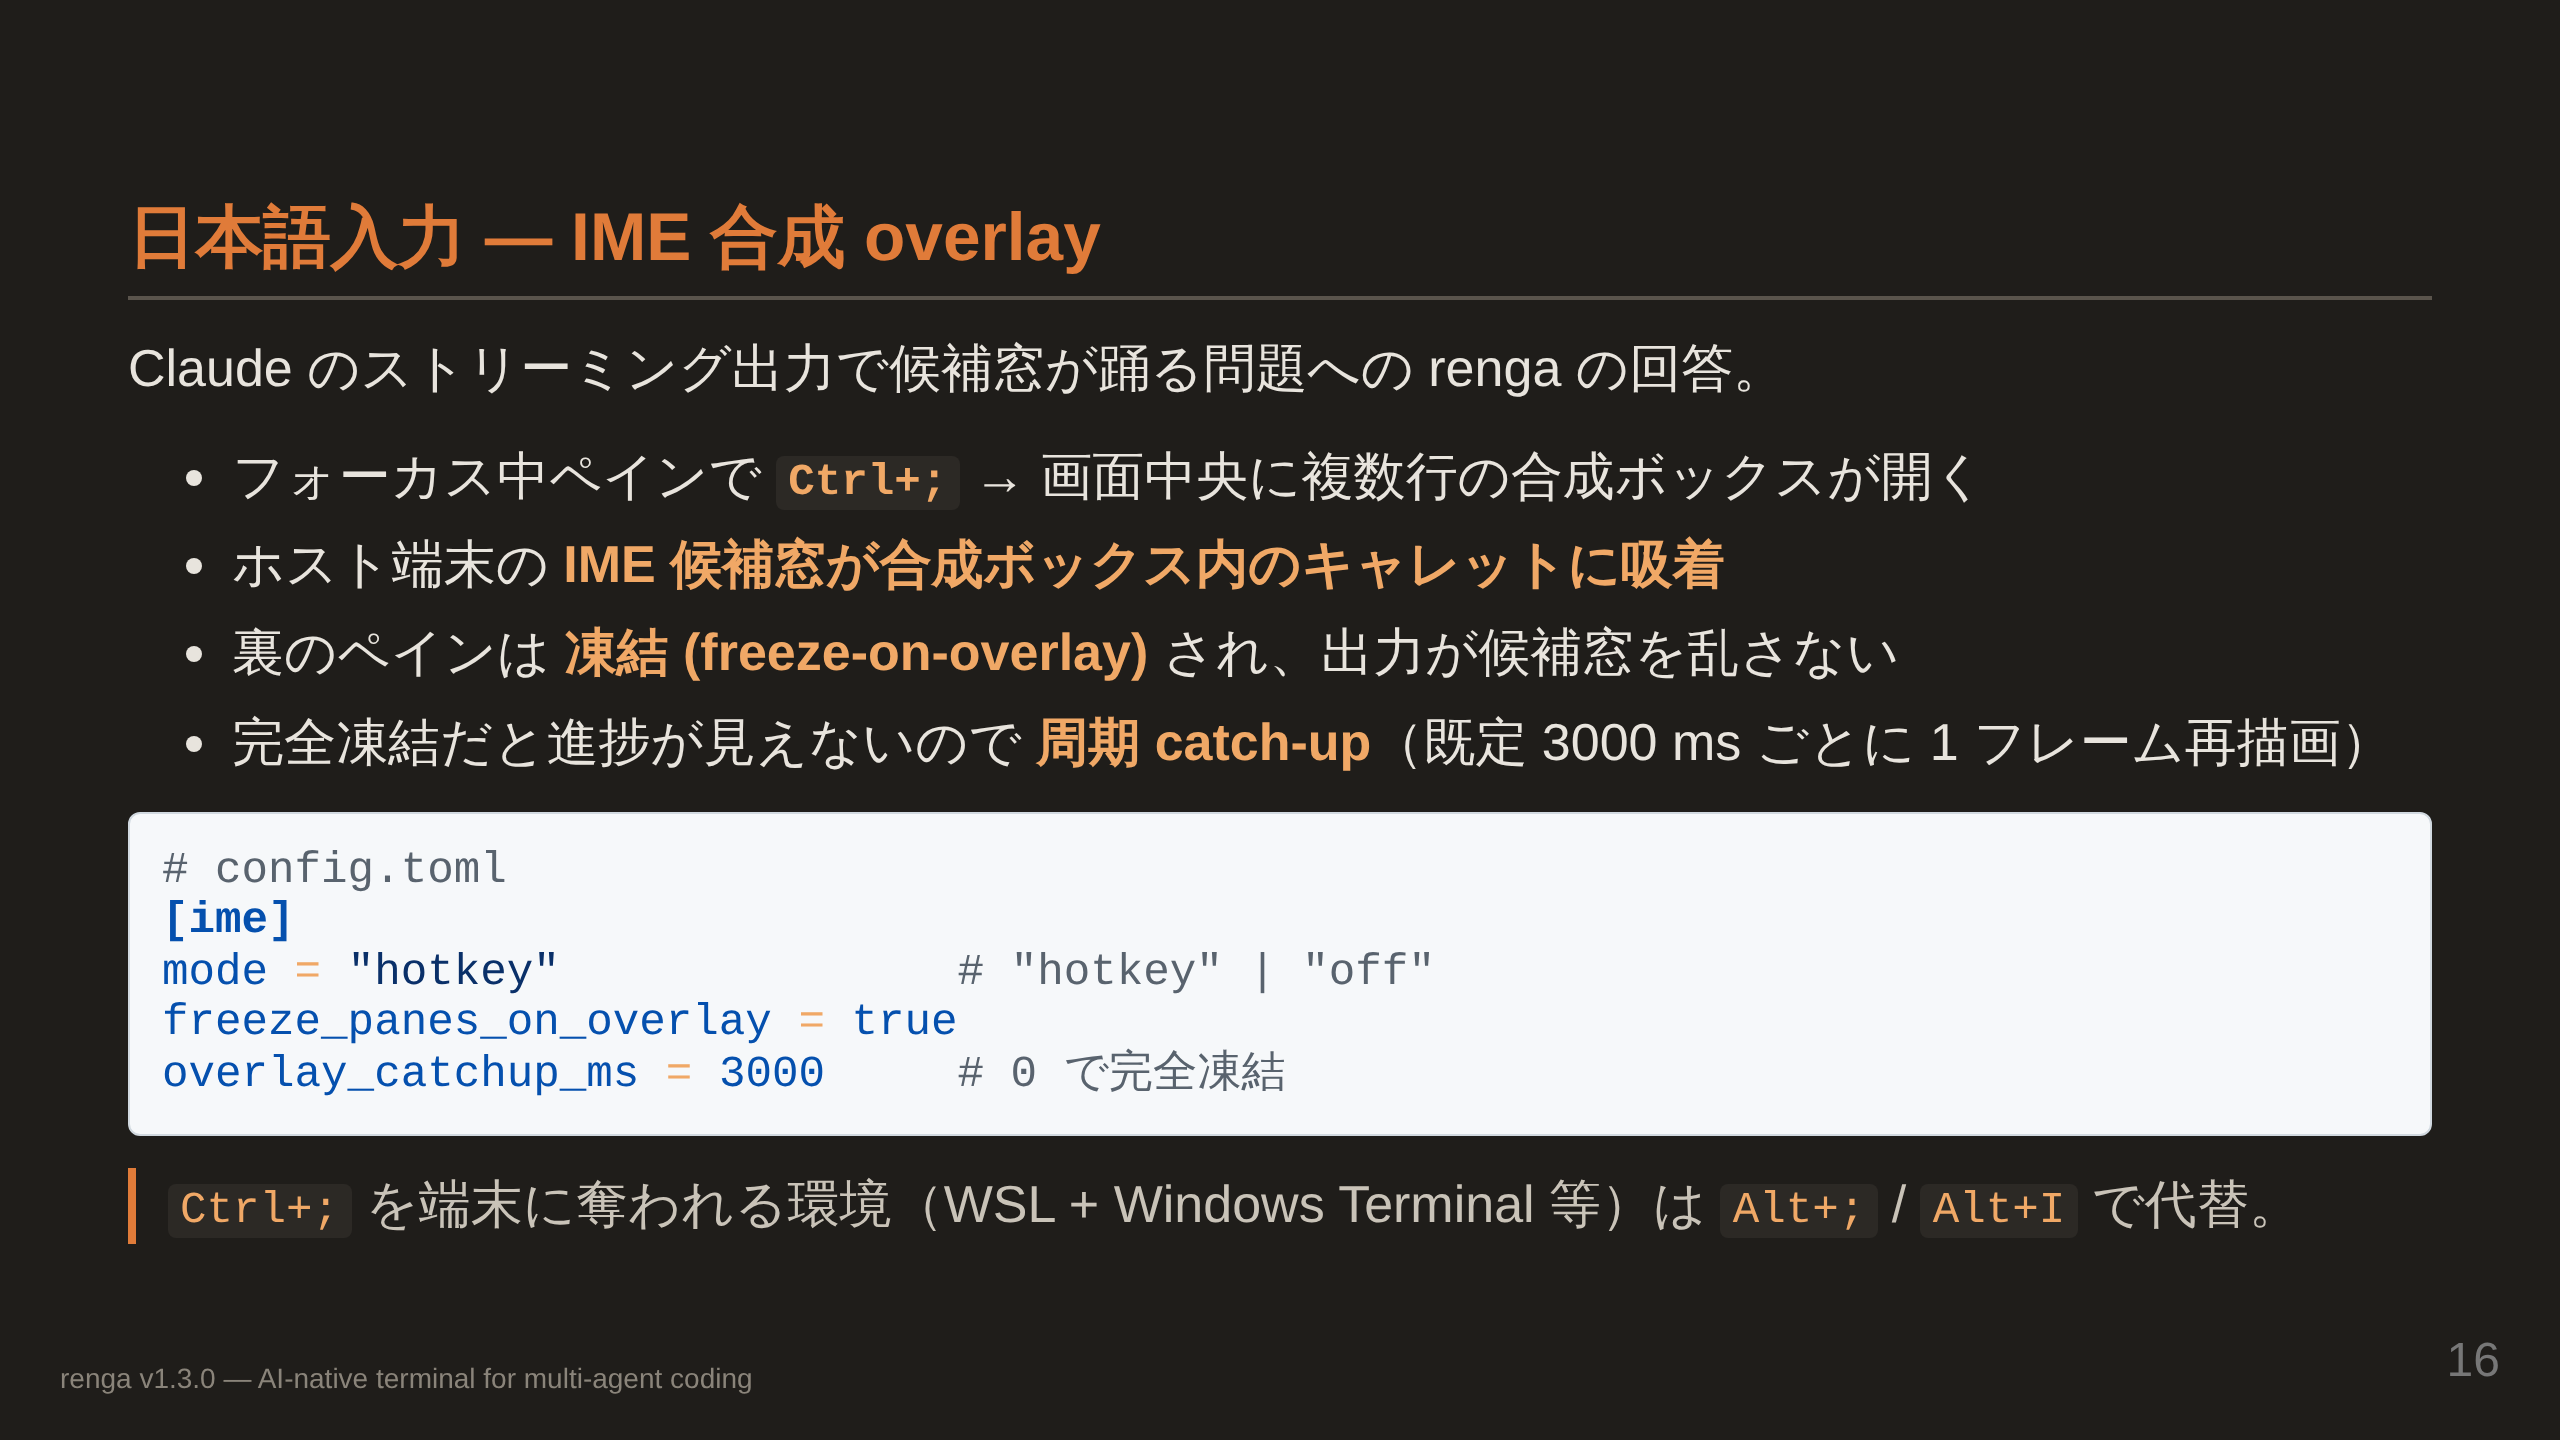 日本語入力 — IME 合成 overlay
Claude のストリーミング出力で候補窓が踊る問題への renga の回答。
• フォーカス中ペインで Ctrl+; → 画面中央に複数行の合成ボックスが開く
• ホスト端末の IME 候補窓が合成ボックス内のキャレットに吸着
• 裏のペインは 凍結 (freeze-on-overlay) され、出力が候補窓を乱さない
• 完全凍結だと進捗が見えないので 周期 catch-up（既定 3000 ms ごとに 1 フレーム再描画）
# config.toml
[ime]
mode = "hotkey"               # "hotkey" | "off"
freeze_panes_on_overlay = true
overlay_catchup_ms = 3000     # 0 で完全凍結
Ctrl+; を端末に奪われる環境（WSL + Windows Terminal 等）は Alt+; / Alt+I で代替。
renga v1.3.0 — AI-native terminal for multi-agent coding
16